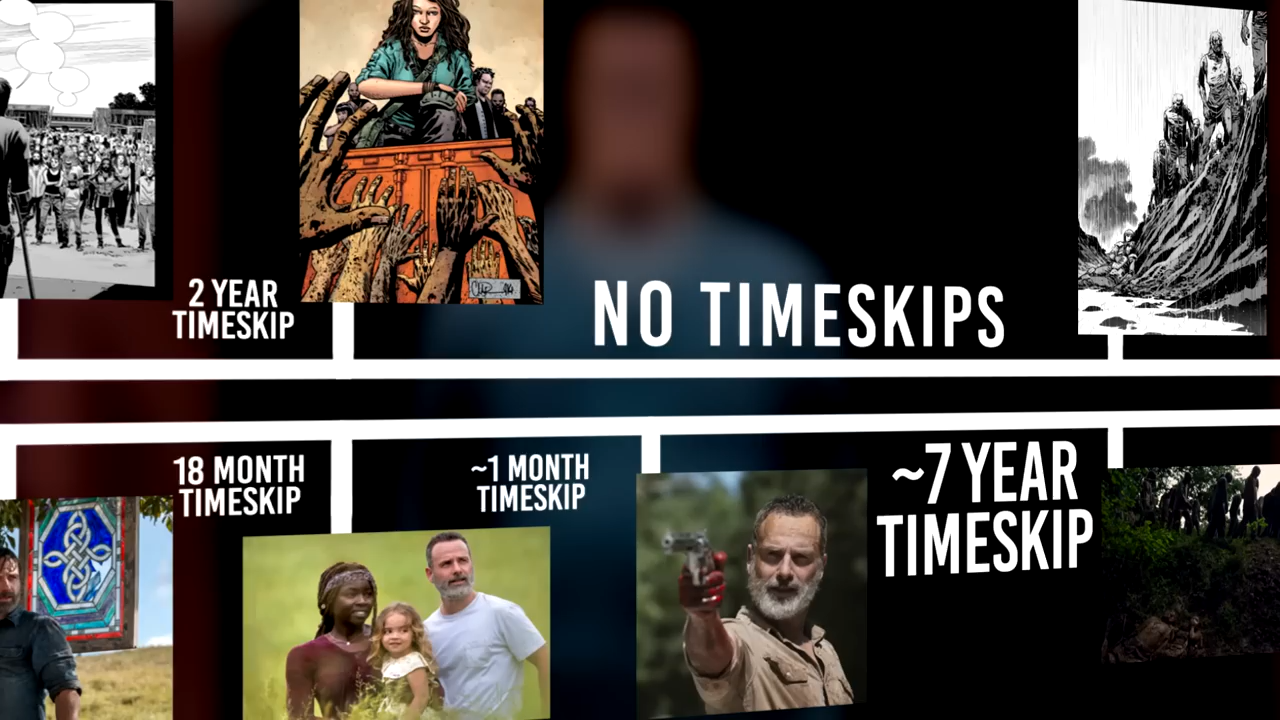 2 YEAR
TIMESKIP
NO TIMESKIPS
18 MONTH
TIMESKIP
~1 MONTH
TIMESKIP
~7 YEAR
TIMESKIP